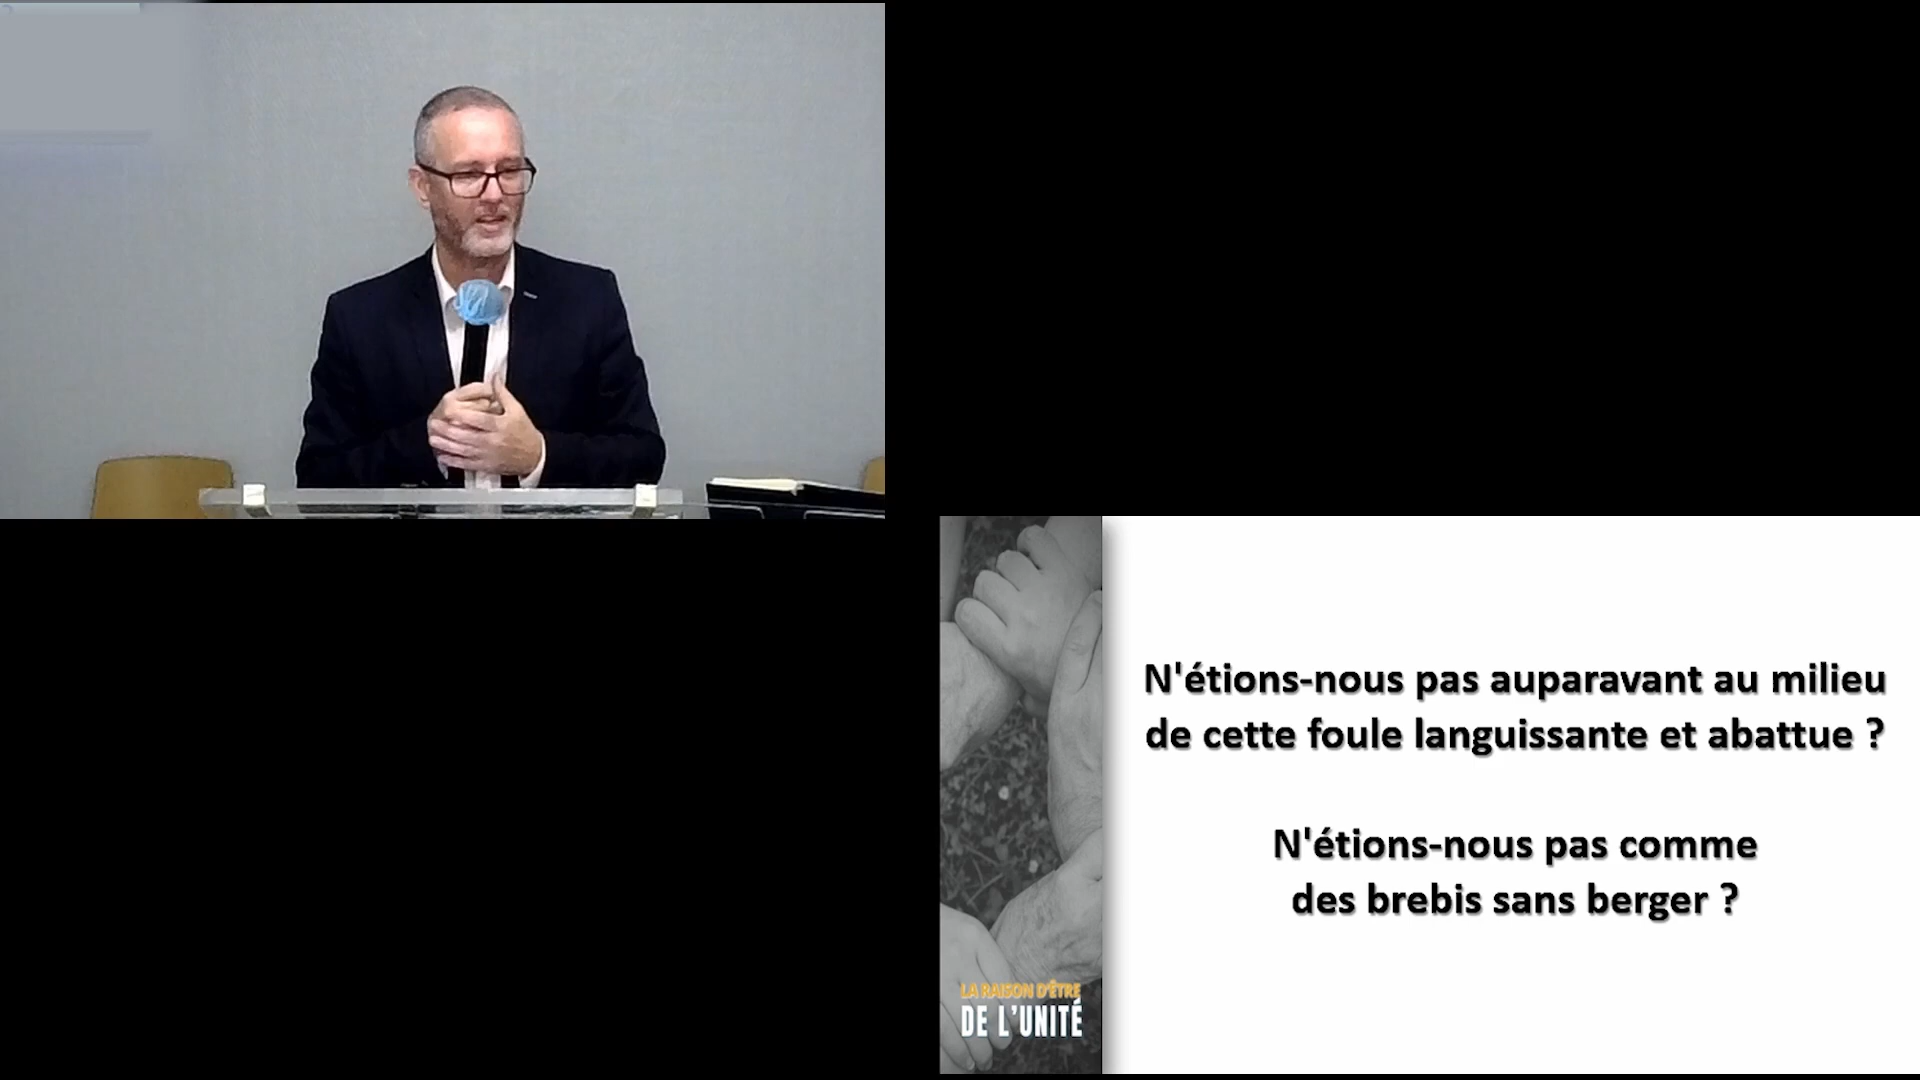 N'étions-nous pas auparavant au milieu
de cette foule languissante et abattue ?
N'étions-nous pas comme
des brebis sans berger ?
LA RAISON D'ÊTRE
DE L'UNITÉ